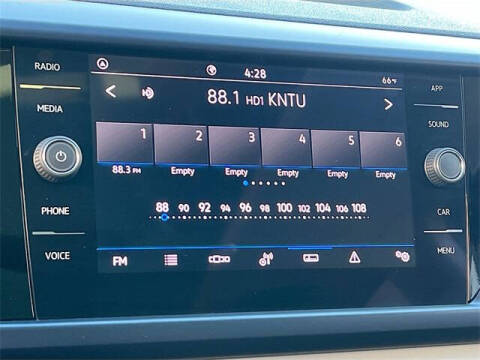 RADIO
MEDIA
PHONE
VOICE
4:28
66°F
88.1 HD1 KNTU
1 2 3 4 5 6
88.3 FM Empty Empty Empty Empty Empty
88 90 92 94 96 98 100 102 104 106 108
FM
APP
SOUND
CAR
MENU